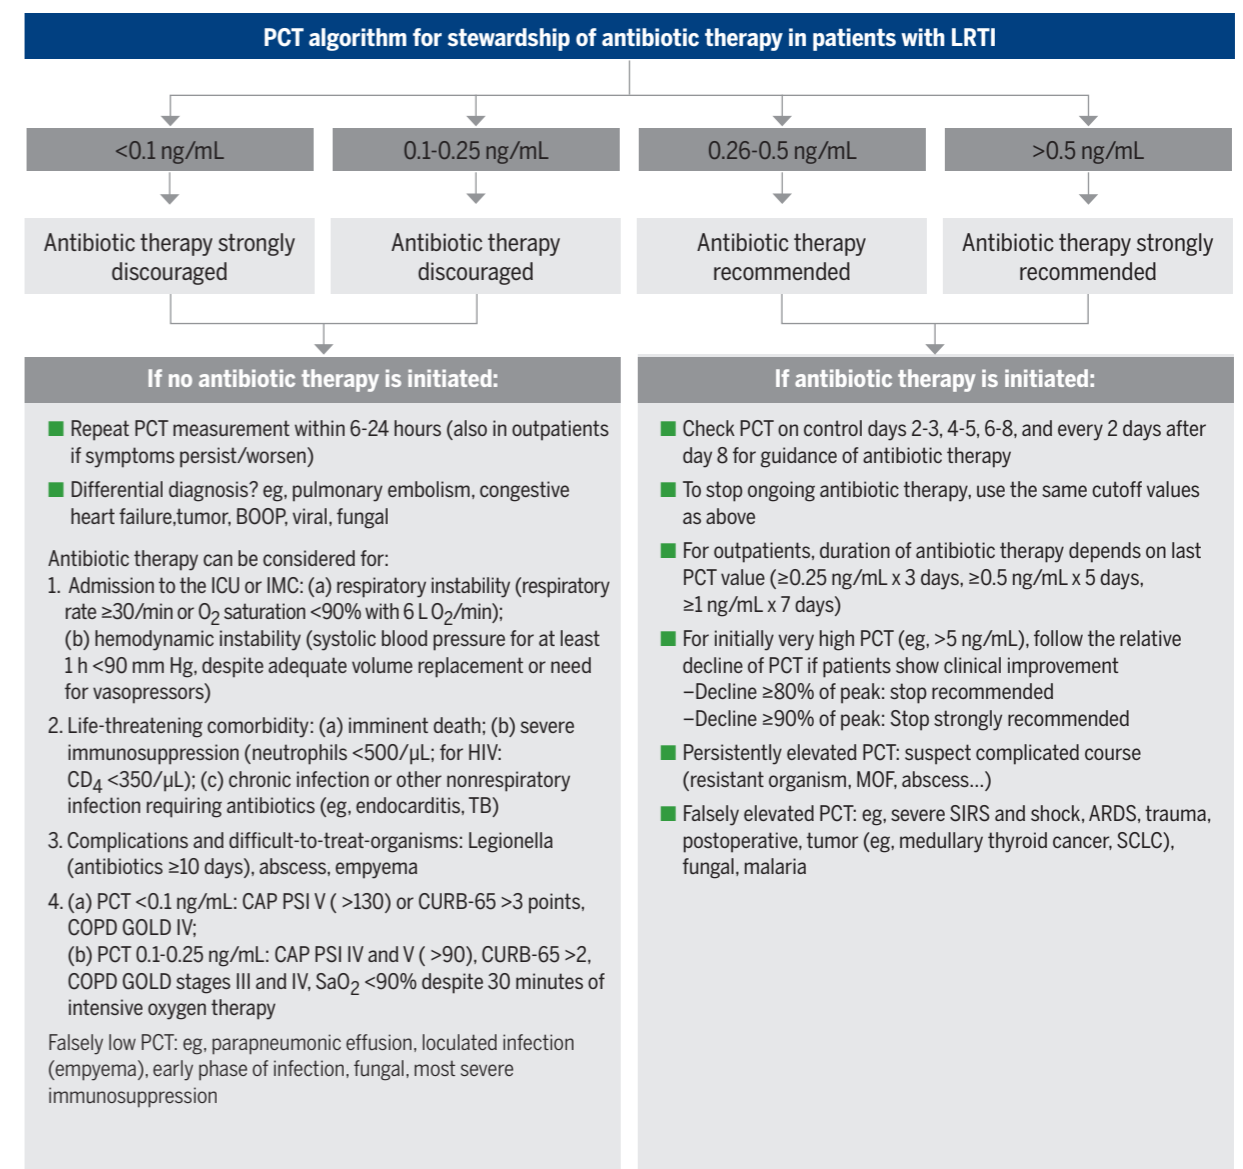 PCT algorithm for stewardship of antibiotic therapy in patients with LRTI
<0.1 ng/mL
0.1-0.25 ng/mL
0.26-0.5 ng/mL
>0.5 ng/mL
Antibiotic therapy strongly
discouraged
Antibiotic therapy
discouraged
Antibiotic therapy
recommended
Antibiotic therapy strongly
recommended
If no antibiotic therapy is initiated:
Repeat PCT measurement within 6-24 hours (also in outpatients
if symptoms persist/worsen)
Differential diagnosis? eg, pulmonary embolism, congestive
heart failure,tumor, BOOP, viral, fungal
Antibiotic therapy can be considered for:
1. Admission to the ICU or IMC: (a) respiratory instability (respiratory
rate ≥30/min or O₂ saturation <90% with 6 L O₂/min);
(b) hemodynamic instability (systolic blood pressure for at least
1 h <90 mm Hg, despite adequate volume replacement or need
for vasopressors)
2. Life-threatening comorbidity: (a) imminent death; (b) severe
immunosuppression (neutrophils <500/µL; for HIV:
CD₄ <350/µL); (c) chronic infection or other nonrespiratory
infection requiring antibiotics (eg, endocarditis, TB)
3. Complications and difficult-to-treat-organisms: Legionella
(antibiotics ≥10 days), abscess, empyema
4. (a) PCT <0.1 ng/mL: CAP PSI V ( >130) or CURB-65 >3 points,
COPD GOLD IV;
(b) PCT 0.1-0.25 ng/mL: CAP PSI IV and V ( >90), CURB-65 >2,
COPD GOLD stages III and IV, SaO₂ <90% despite 30 minutes of
intensive oxygen therapy
Falsely low PCT: eg, parapneumonic effusion, loculated infection
(empyema), early phase of infection, fungal, most severe
immunosuppression
If antibiotic therapy is initiated:
Check PCT on control days 2-3, 4-5, 6-8, and every 2 days after
day 8 for guidance of antibiotic therapy
To stop ongoing antibiotic therapy, use the same cutoff values
as above
For outpatients, duration of antibiotic therapy depends on last
PCT value (≥0.25 ng/mL x 3 days, ≥0.5 ng/mL x 5 days,
≥1 ng/mL x 7 days)
For initially very high PCT (eg, >5 ng/mL), follow the relative
decline of PCT if patients show clinical improvement
–Decline ≥80% of peak: stop recommended
–Decline ≥90% of peak: Stop strongly recommended
Persistently elevated PCT: suspect complicated course
(resistant organism, MOF, abscess...)
Falsely elevated PCT: eg, severe SIRS and shock, ARDS, trauma,
postoperative, tumor (eg, medullary thyroid cancer, SCLC),
fungal, malaria